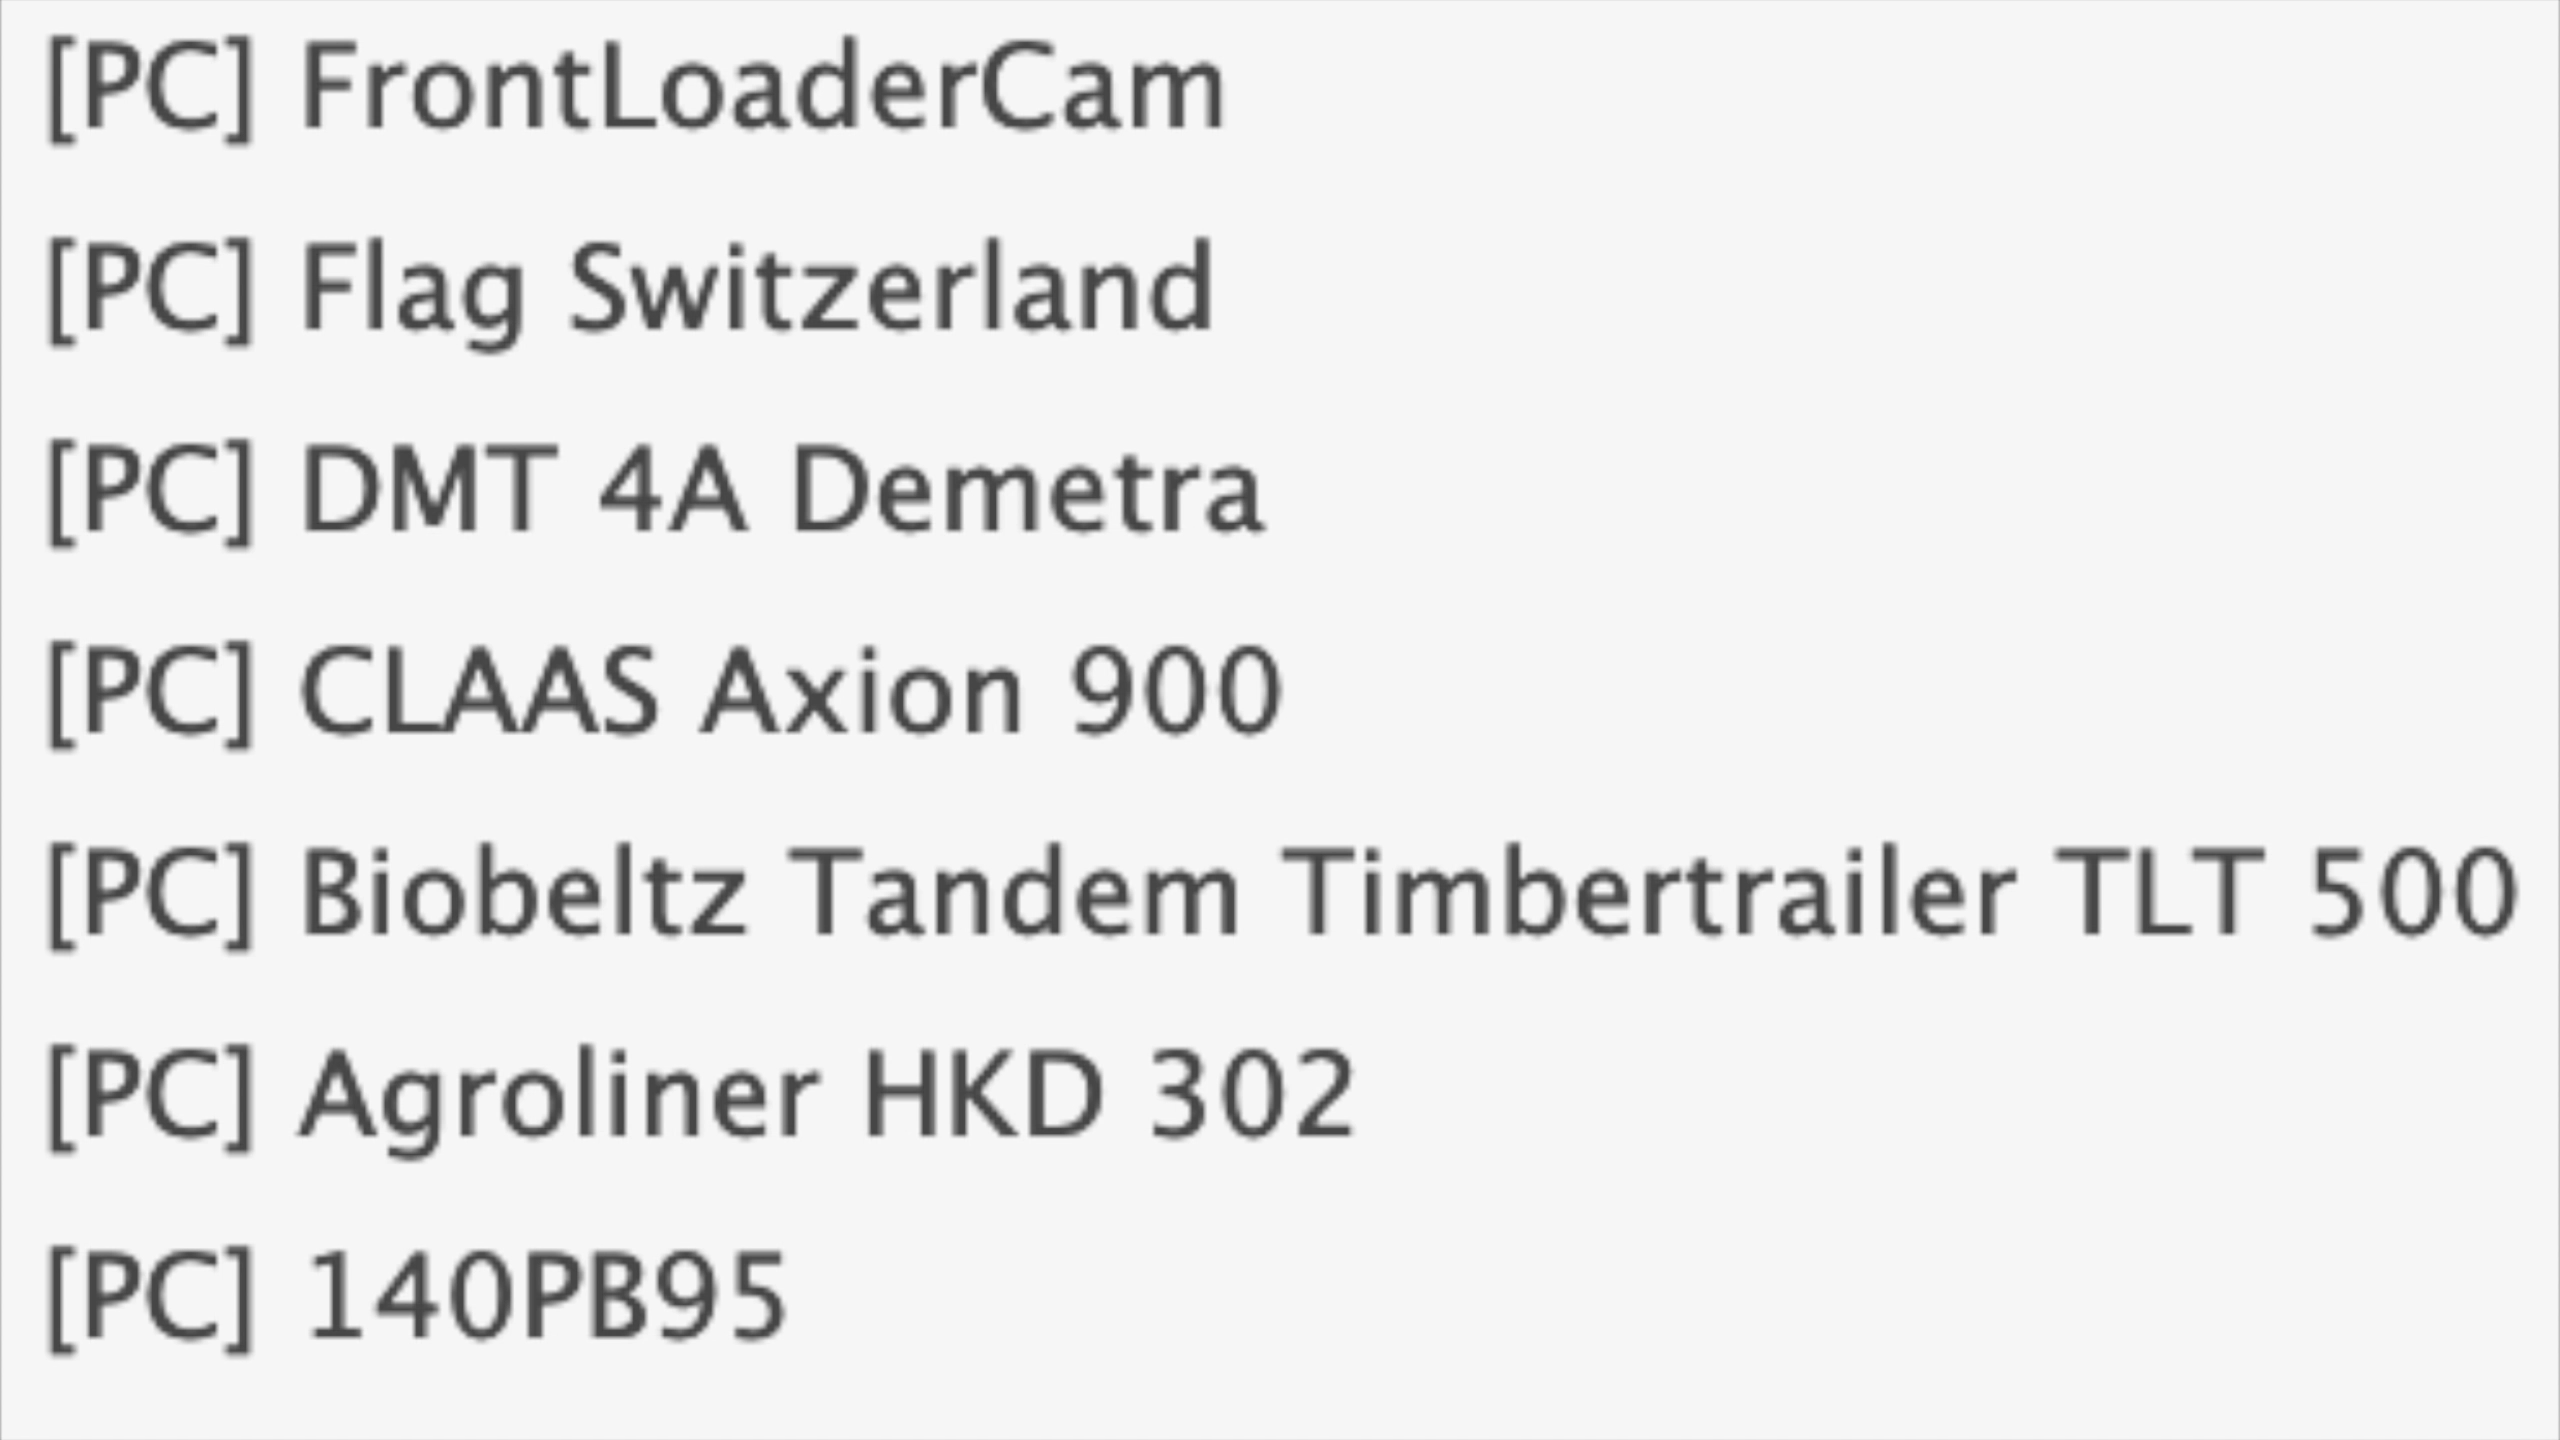 [PC] FrontLoaderCam
[PC] Flag Switzerland
[PC] DMT 4A Demetra
[PC] CLAAS Axion 900
[PC] Biobeltz Tandem Timbertrailer TLT 500
[PC] Agroliner HKD 302
[PC] 140PB95